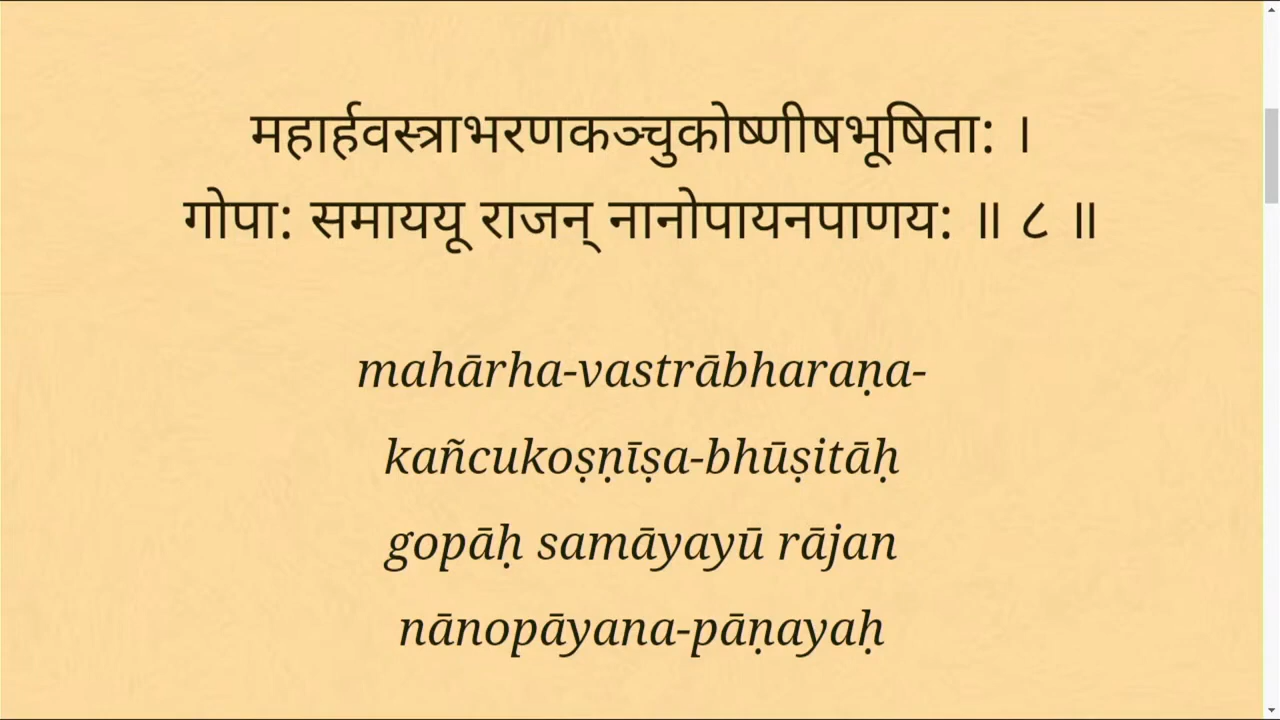 महार्हवस्त्राभरणकञ्चुकोष्णीषभूषिता: ।
गोपा: समाययू राजन् नानोपायनपाणय: ॥ ८ ॥
mahārha-vastrābharaṇa-
kañcukoṣṇīṣa-bhūṣitāḥ
gopāḥ samāyayū rājan
nānopāyana-pāṇayaḥ